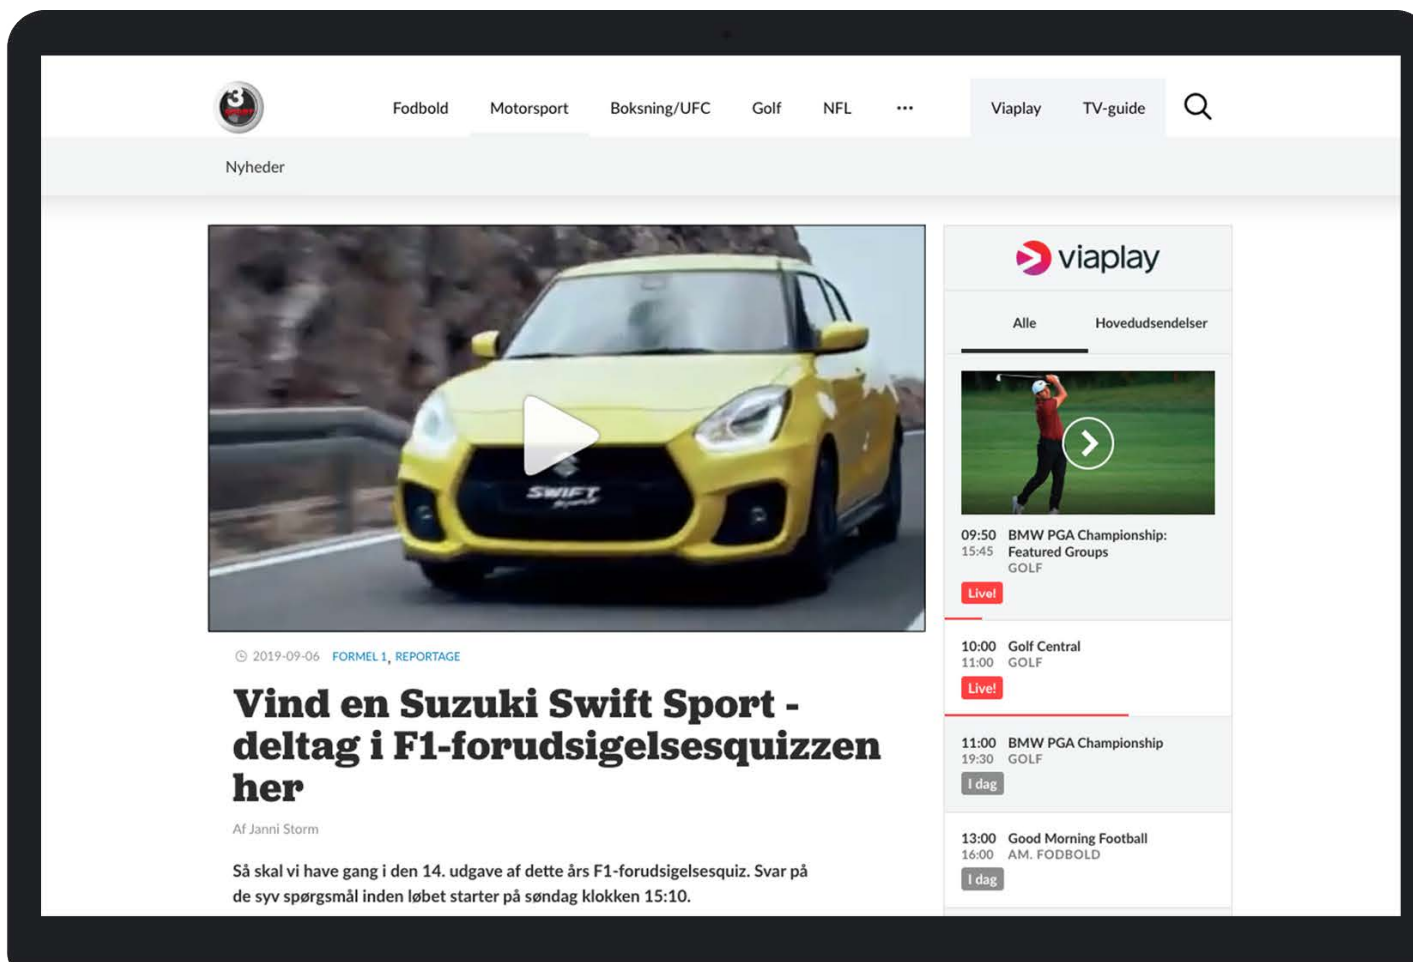 3
SPORT
Fodbold
Motorsport
Boksning/UFC
Golf
NFL
Viaplay
TV-guide
Nyheder
SWIFT
Sport
viaplay
Alle
Hovedudsendelser
09:50 BMW PGA Championship:
15:45 Featured Groups
GOLF
Live!
10:00 Golf Central
11:00 GOLF
Live!
11:00 BMW PGA Championship
19:30 GOLF
I dag
13:00 Good Morning Football
16:00 AM. FODBOLD
I dag
2019-09-06 FORMEL 1, REPORTAGE
Vind en Suzuki Swift Sport -
deltag i F1-forudsigelsesquizzen
her
Af Janni Storm
Så skal vi have gang i den 14. udgave af dette års F1-forudsigelsesquiz. Svar på
de syv spørgsmål inden løbet starter på søndag klokken 15:10.